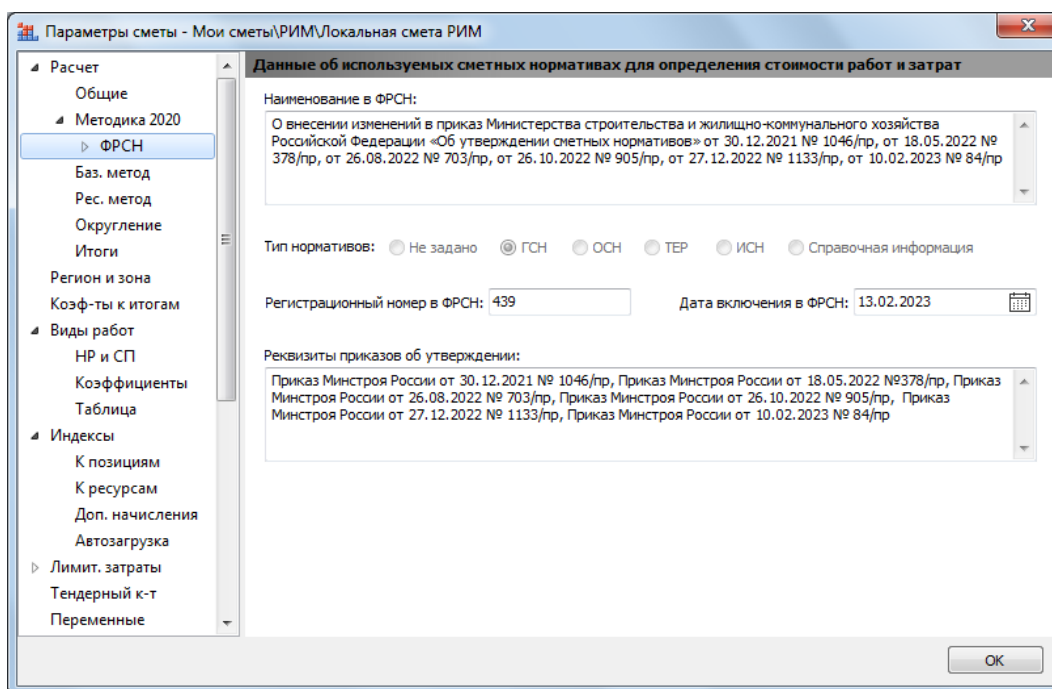 Параметры сметы - Мои сметы\РИМ\Локальная смета РИМ
Расчет
Общие
Методика 2020
ФРСН
Баз. метод
Рес. метод
Округление
Итоги
Регион и зона
Коэф-ты к итогам
Виды работ
НР и СП
Коэффициенты
Таблица
Индексы
К позициям
К ресурсам
Доп. начисления
Автозагрузка
Лимит. затраты
Тендерный к-т
Переменные
Данные об используемых сметных нормативах для определения стоимости работ и затрат
Наименование в ФРСН:
О внесении изменений в приказ Министерства строительства и жилищно-коммунального хозяйства
Российской Федерации «Об утверждении сметных нормативов» от 30.12.2021 № 1046/пр, от 18.05.2022 №
378/пр, от 26.08.2022 № 703/пр, от 26.10.2022 № 905/пр, от 27.12.2022 № 1133/пр, от 10.02.2023 № 84/пр
Тип нормативов: Не задано ГСН ОСН ТЕР ИСН Справочная информация
Регистрационный номер в ФРСН: 439 Дата включения в ФРСН: 13.02.2023
Реквизиты приказов об утверждении:
Приказ Минстроя России от 30.12.2021 № 1046/пр, Приказ Минстроя России от 18.05.2022 №378/пр, Приказ
Минстроя России от 26.08.2022 № 703/пр, Приказ Минстроя России от 26.10.2022 № 905/пр, Приказ
Минстроя России от 27.12.2022 № 1133/пр, Приказ Минстроя России от 10.02.2023 № 84/пр
OK